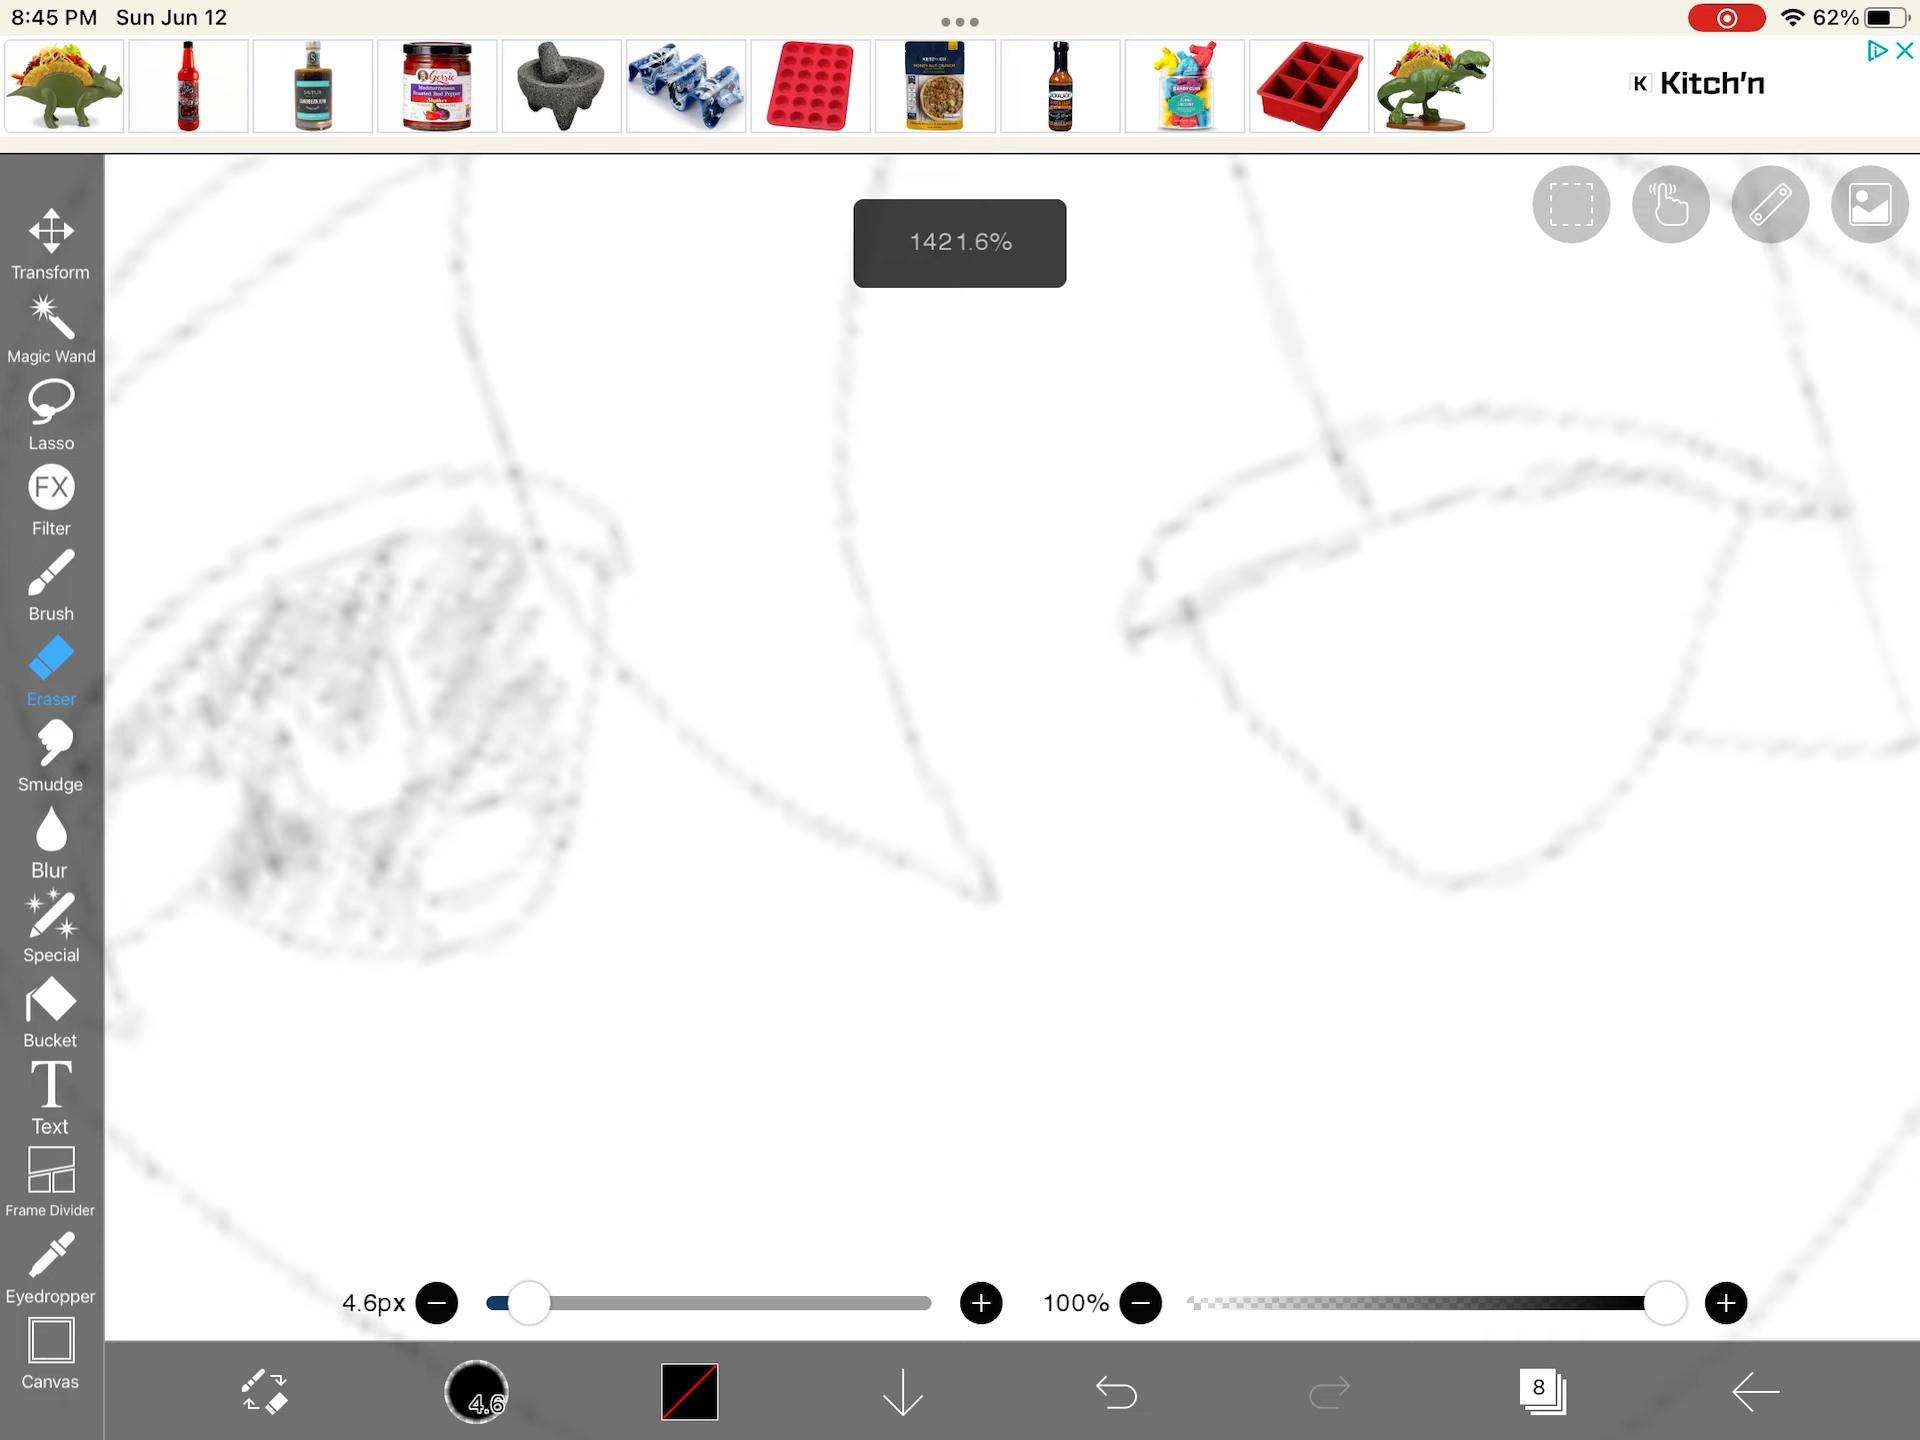 8:45 PM Sun Jun 12
62%
Kitch'n
K
1421.6%
Transform
Magic Wand
Lasso
FX
Filter
Brush
Eraser
Smudge
Blur
Special
Bucket
T
Text
Frame Divider
Eyedropper
Canvas
4.6px
100%
4.6
8